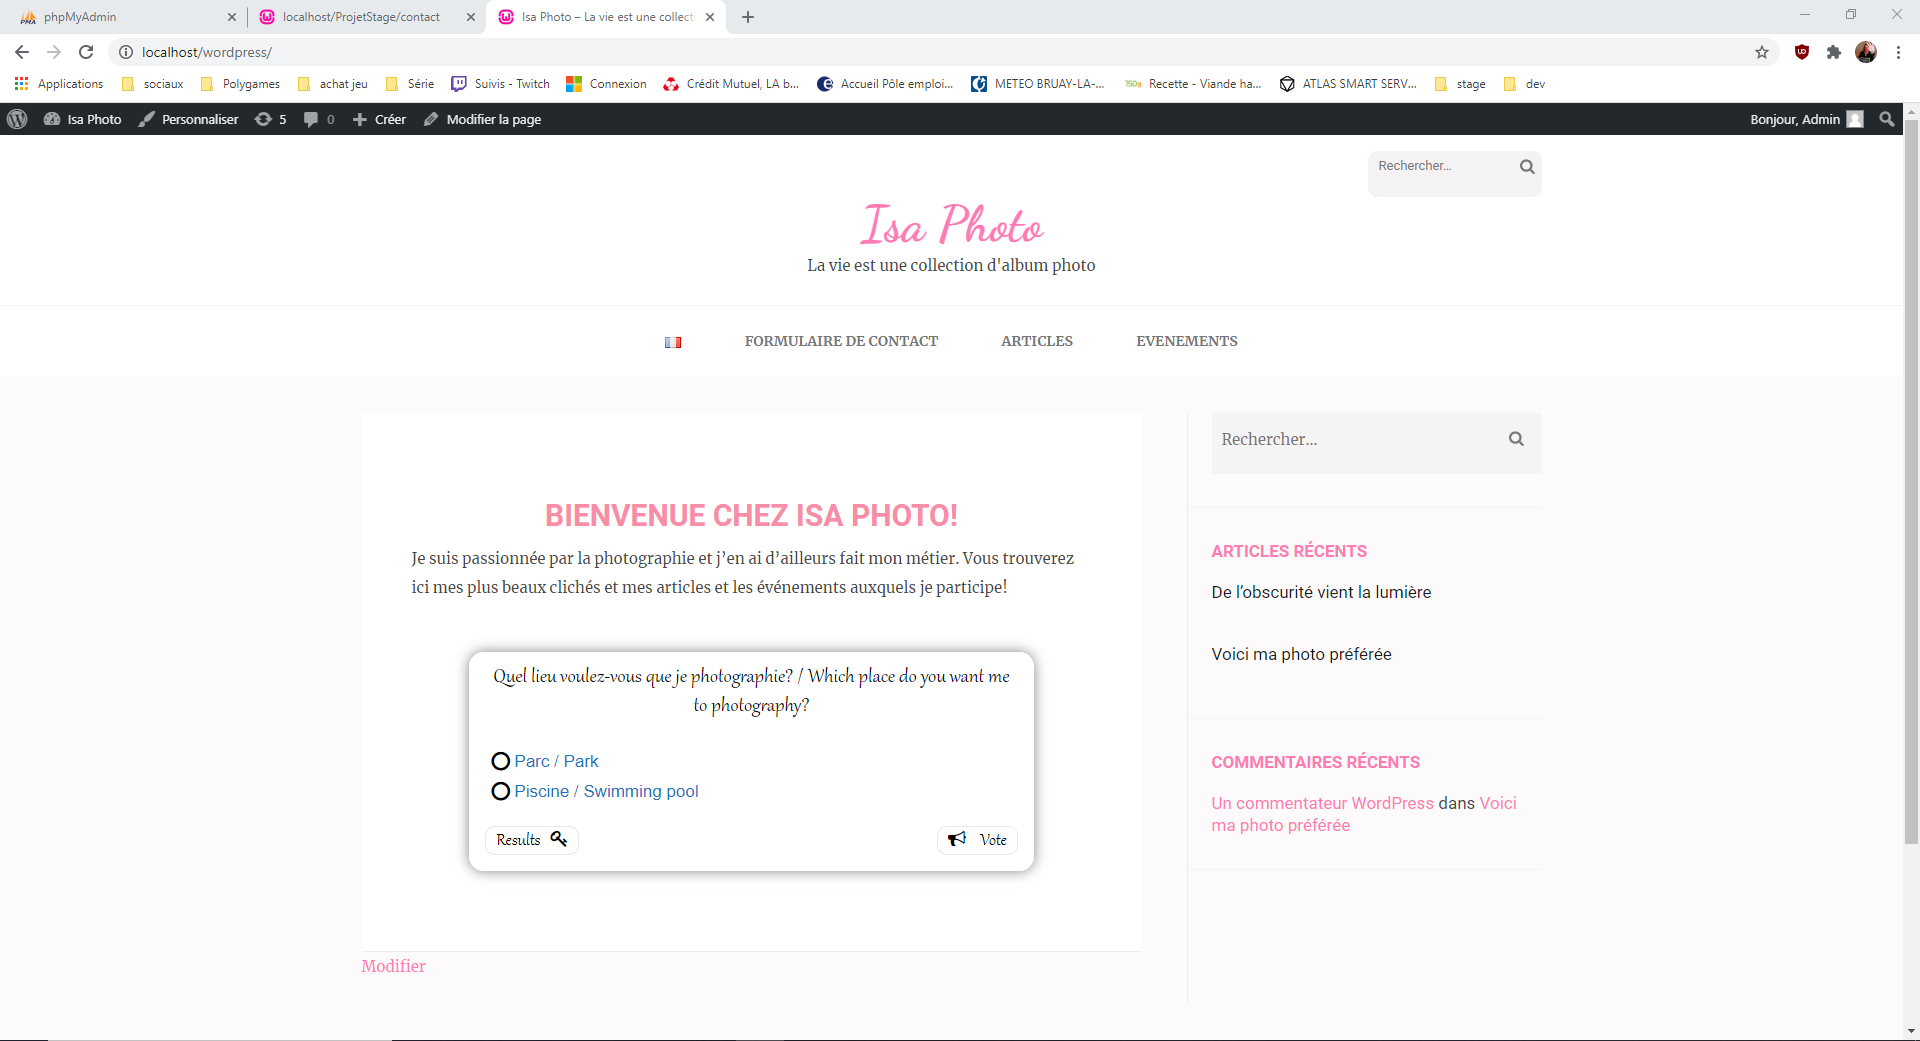 phpMyAdmin
localhost/ProjetStage/contact
Isa Photo – La vie est une collecti
localhost/wordpress/
Applications
sociaux
Polygames
achat jeu
Série
Suivis - Twitch
Connexion
Crédit Mutuel, LA b...
Accueil Pôle emploi...
METEO BRUAY-LA-...
750g
Recette - Viande ha...
ATLAS SMART SERV...
stage
dev
Isa Photo
Personnaliser
5
0
Créer
Modifier la page
Bonjour, Admin
Rechercher...
Isa Photo
La vie est une collection d'album photo
FORMULAIRE DE CONTACT
ARTICLES
EVENEMENTS
BIENVENUE CHEZ ISA PHOTO!
Je suis passionnée par la photographie et j’en ai d’ailleurs fait mon métier. Vous trouverez
ici mes plus beaux clichés et mes articles et les événements auxquels je participe!
Quel lieu voulez-vous que je photographie? / Which place do you want me
to photography?
Parc / Park
Piscine / Swimming pool
Results
Vote
Modifier
Rechercher...
ARTICLES RÉCENTS
De l’obscurité vient la lumière
Voici ma photo préférée
COMMENTAIRES RÉCENTS
Un commentateur WordPress dans Voici
ma photo préférée